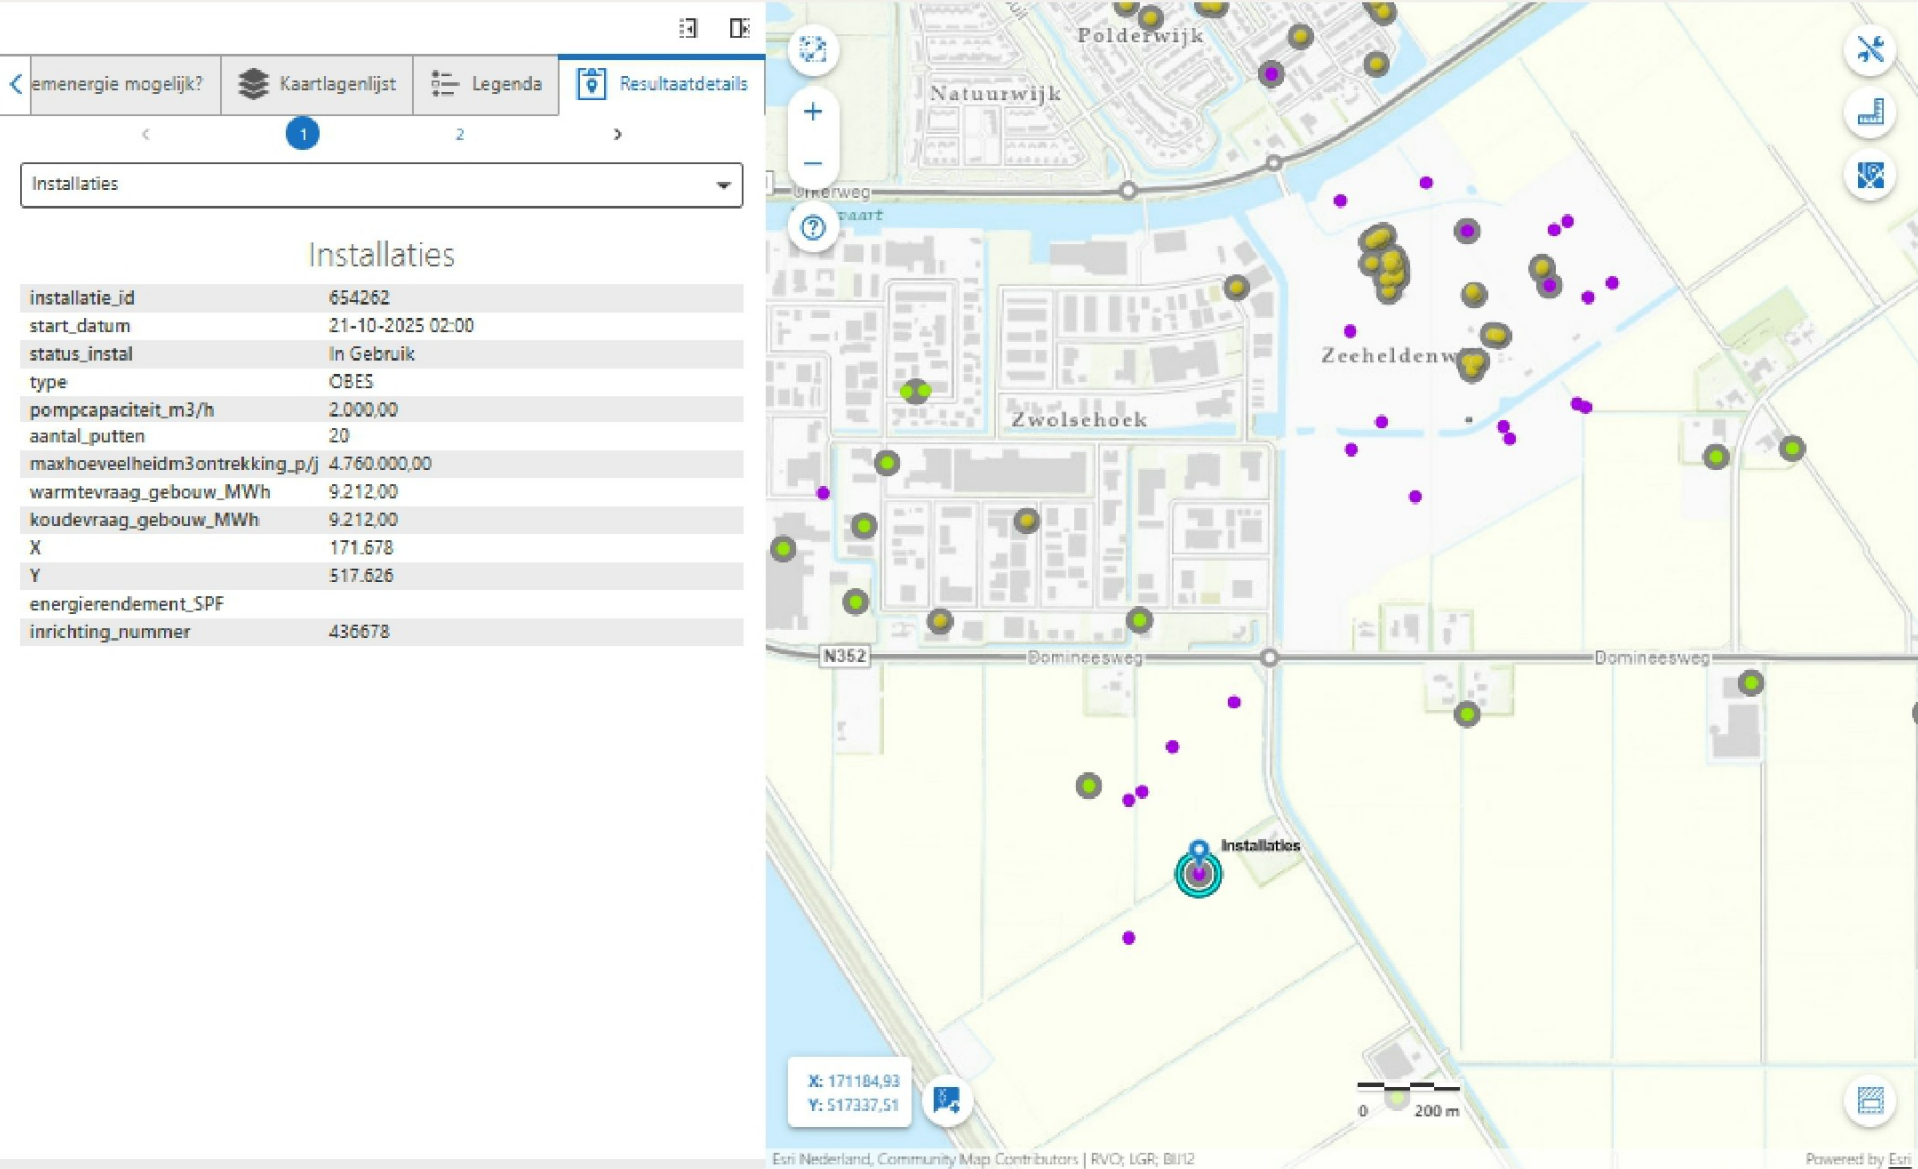 emenergie mogelijk?
Kaartlagenlijst
Legenda
Resultaatdetails
1
2
Installaties
Installaties
installatie_id 654262
start_datum 21-10-2025 02:00
status_instal In Gebruik
type OBES
pompcapaciteit_m3/h 2.000,00
aantal_putten 20
maxhoeveelheidm3ontrekking_p/j 4.760.000,00
warmtevraag_gebouw_MWh 9.212,00
koudevraag_gebouw_MWh 9.212,00
X 171.678
Y 517.626
energierendement_SPF
inrichting_nummer 436678
Polderwijk
Natuurwijk
vaart
Zeeheldenw
Zwolsehoek
N352
Domineesweg
Domineesweg
Installaties
X: 171184,93
Y: 517337,51
0 200 m
Esri Nederland, Community Map Contributors | RVO; LGR; BIJ12
Powered by Esri